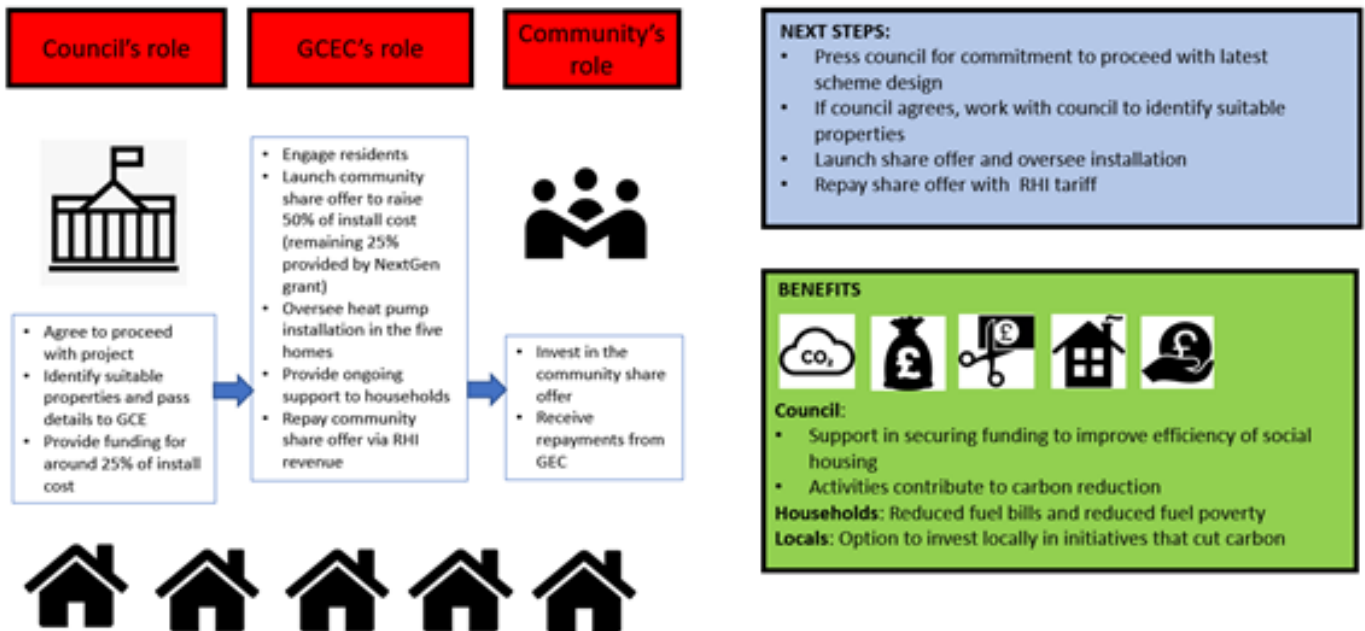 Council's role
• Agree to proceed
with project
• Identify suitable
properties and pass
details to GCE
• Provide funding for
around 25% of install
cost
GCEC's role
• Engage residents
• Launch community
share offer to raise
50% of install cost
(remaining 25%
provided by NextGen
grant)
• Oversee heat pump
installation in the five
homes
• Provide ongoing
support to households
• Repay community
share offer via RHI
revenue
Community's
role
• Invest in the
community share
offer
• Receive
repayments from
GEC
NEXT STEPS:
• Press council for commitment to proceed with latest
scheme design
• If council agrees, work with council to identify suitable
properties
• Launch share offer and oversee installation
• Repay share offer with RHI tariff
BENEFITS
CO₂
£
£
£
Council:
• Support in securing funding to improve efficiency of social
housing
• Activities contribute to carbon reduction
Households: Reduced fuel bills and reduced fuel poverty
Locals: Option to invest locally in initiatives that cut carbon